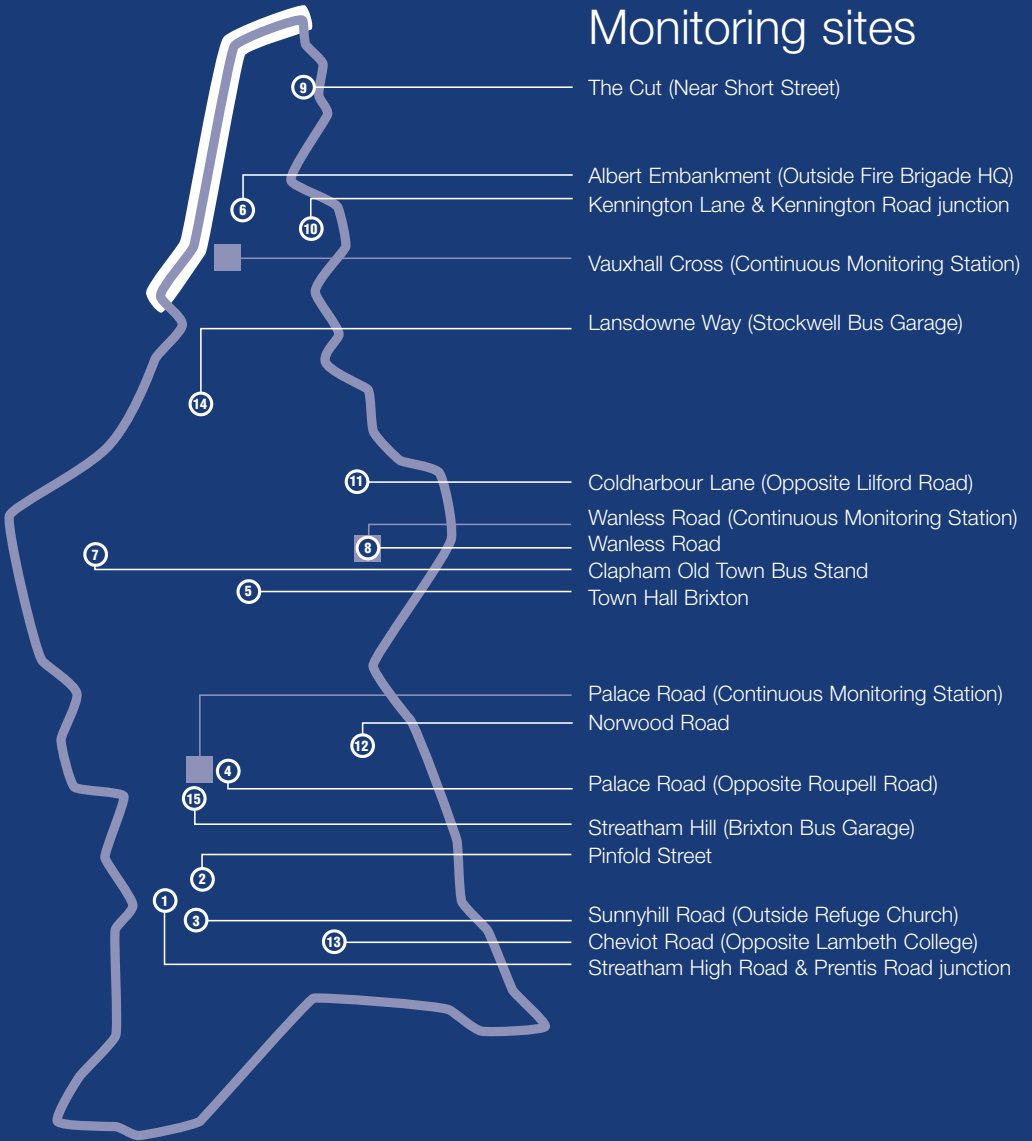 Monitoring sites
9 The Cut (Near Short Street)
Albert Embankment (Outside Fire Brigade HQ)
6
Kennington Lane & Kennington Road junction
10
Vauxhall Cross (Continuous Monitoring Station)
Lansdowne Way (Stockwell Bus Garage)
14
11 Coldharbour Lane (Opposite Lilford Road)
Wanless Road (Continuous Monitoring Station)
8 Wanless Road
7
Clapham Old Town Bus Stand
5 Town Hall Brixton
Palace Road (Continuous Monitoring Station)
Norwood Road
12
4
Palace Road (Opposite Roupell Road)
15
Streatham Hill (Brixton Bus Garage)
Pinfold Street
2
1
3 Sunnyhill Road (Outside Refuge Church)
13 Cheviot Road (Opposite Lambeth College)
Streatham High Road & Prentis Road junction